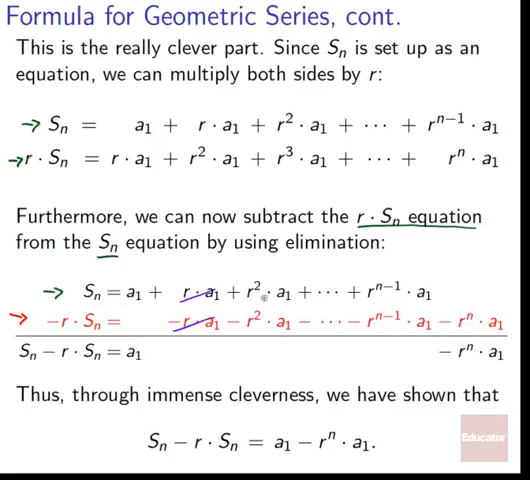 Formula for Geometric Series, cont.
This is the really clever part. Since Sₙ is set up as an
equation, we can multiply both sides by r:
→ Sₙ = a₁ + r · a₁ + r² · a₁ + ··· + rⁿ⁻¹ · a₁
→ r · Sₙ = r · a₁ + r² · a₁ + r³ · a₁ + ··· + rⁿ · a₁
Furthermore, we can now subtract the r · Sₙ equation
from the Sₙ equation by using elimination:
→ Sₙ = a₁ + r · a₁ + r² · a₁ + ··· + rⁿ⁻¹ · a₁
→ −r · Sₙ = −r · a₁ − r² · a₁ − ··· − rⁿ⁻¹ · a₁ − rⁿ · a₁
Sₙ − r · Sₙ = a₁ − rⁿ · a₁
Thus, through immense cleverness, we have shown that
Sₙ − r · Sₙ = a₁ − rⁿ · a₁.
Educator